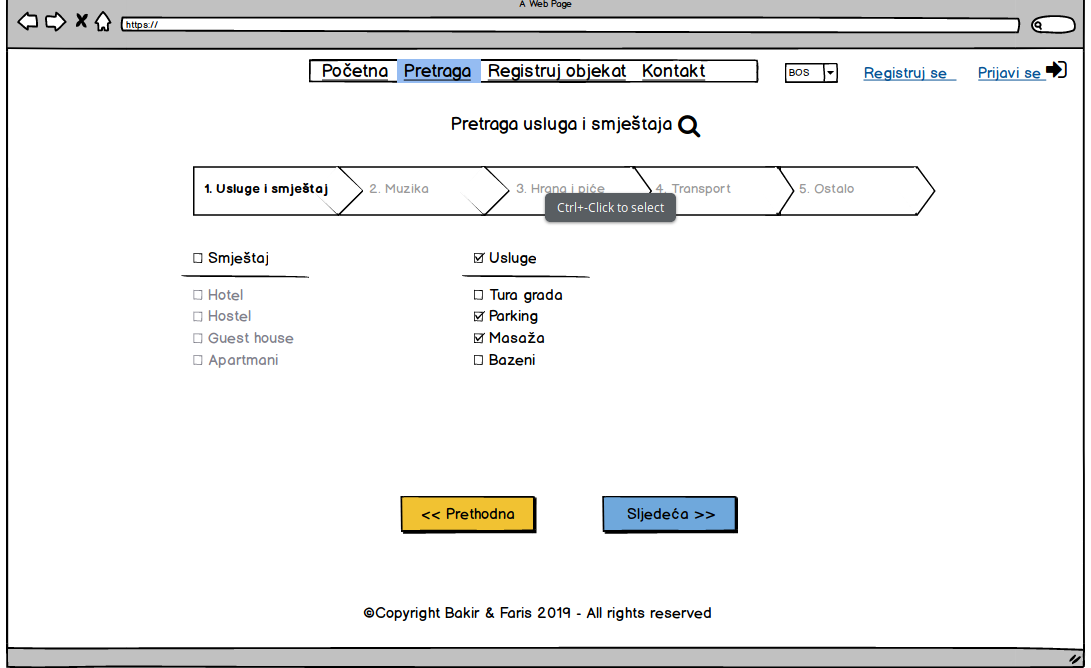 A Web Page
https://
Početna Pretraga Registruj objekat Kontakt BOS Registruj se Prijavi se
Pretraga usluga i smještaja
1. Usluge i smještaj 2. Muzika 3. Hrana i piće 4. Transport 5. Ostalo
Ctrl+-Click to select
Smještaj
Hotel
Hostel
Guest house
Apartmani
Usluge
Tura grada
Parking
Masaža
Bazeni
<< Prethodna Sljedeća >>
©Copyright Bakir & Faris 2019 - All rights reserved